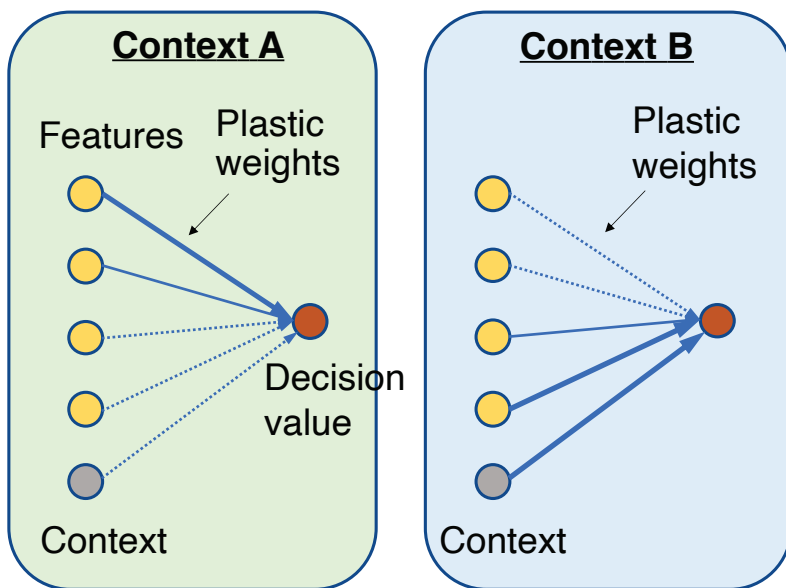 Context A
Features
Plastic
weights
Decision
value
Context
Context B
Plastic
weights
Context